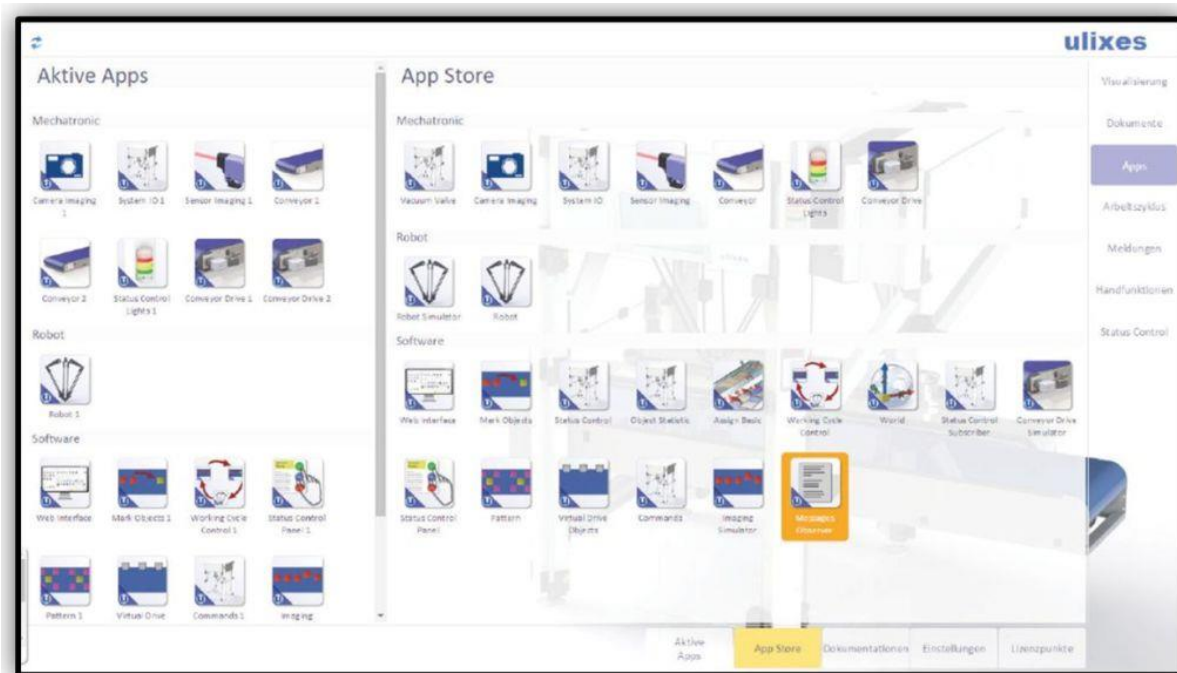 ulixes
Aktive Apps
Mechatronic
Camera Imaging
1
System IO 1
Sensor Imaging 1
Conveyor 1
Conveyor 2
Status Control
Lights 1
Conveyor Drive 1
Conveyor Drive 2
Robot
Robot 1
Software
Web Interface
Mark Objects 1
Working Cycle
Control 1
Status Control
Panel 1
Pattern 1
Virtual Drive
Commands 1
Imaging
App Store
Mechatronic
Vacuum Valve
Camera Imaging
System IO
Sensor Imaging
Conveyor
Status Control
Lights
Conveyor Drive
Robot
Robot Simulator
Robot
Software
Web Interface
Mark Objects
Status Control
Object Statistic
Assign Basic
Working Cycle
Control
World
Status Control
Subscriber
Conveyor Drive
Simulator
Status Control
Panel
Pattern
Virtual Drive
Objects
Commands
Imaging
Simulator
Messages
Observer
Visualisierung
Dokumente
Apps
Arbeitszyklus
Meldungen
Handfunktionen
Status Control
Aktive
Apps
App Store
Dokumentationen
Einstellungen
Lizenzpunkte